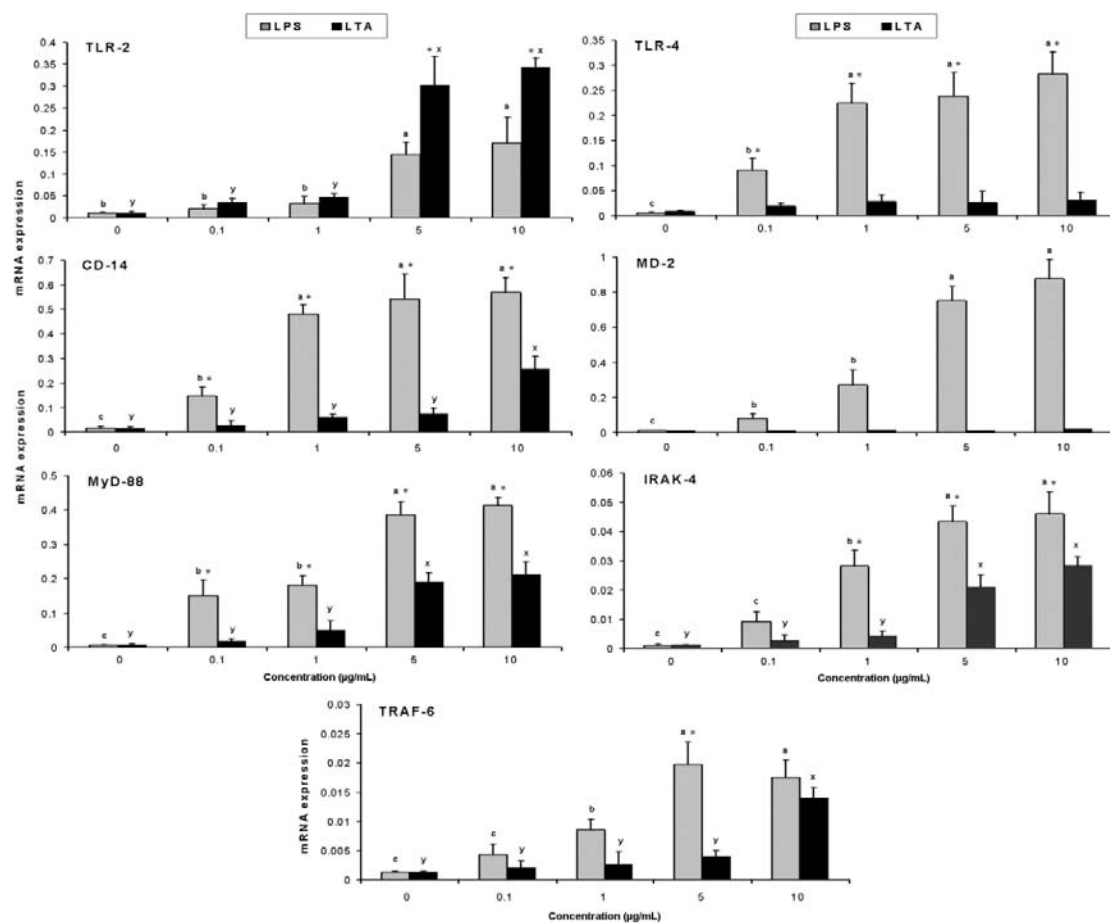 LPS LTA
TLR-2
mRNA expression
0.4
0.35
0.3
0.25
0.2
0.15
0.1
0.05
0
b y b y b y a * x a * x
0 0.1 1 5 10
LPS LTA
TLR-4
0.35
0.3
0.25
0.2
0.15
0.1
0.05
0
c b * a * a * a *
0 0.1 1 5 10
CD-14
mRNA expression
0.7
0.6
0.5
0.4
0.3
0.2
0.1
0
c y b * y a * y a * y a * x
0 0.1 1 5 10
MD-2
1
0.8
0.6
0.4
0.2
0
c b b a a
0 0.1 1 5 10
MyD-88
mRNA expression
0.5
0.4
0.3
0.2
0.1
0
c y b * y b * y a * x a * x
0 0.1 1 5 10
Concentration (µg/mL)
IRAK-4
0.06
0.05
0.04
0.03
0.02
0.01
0
c y c y b * y a * x a * x
0 0.1 1 5 10
Concentration (µg/mL)
TRAF-6
mRNA expression
0.03
0.025
0.02
0.015
0.01
0.005
0
c y c y b y a * y a x
0 0.1 1 5 10
Concentration (µg/mL)